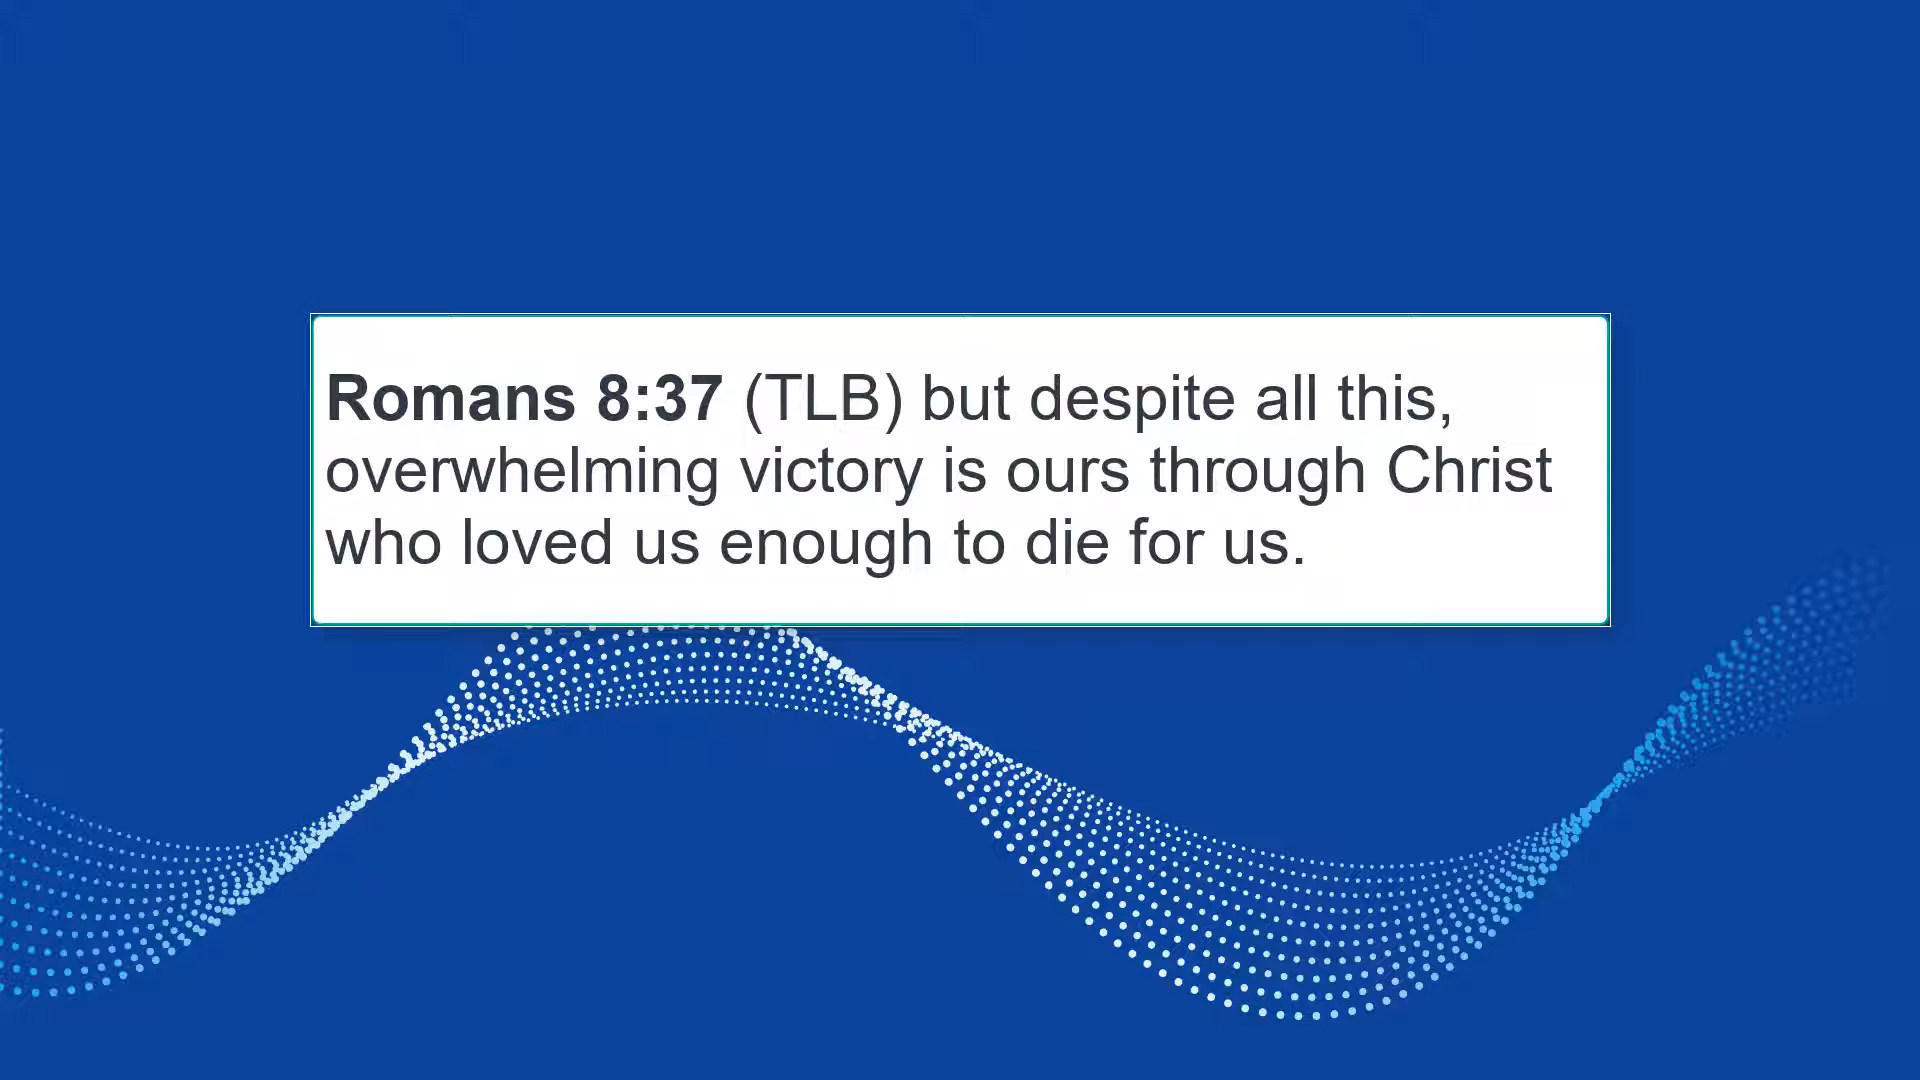 Romans 8:37 (TLB) but despite all this,
overwhelming victory is ours through Christ
who loved us enough to die for us.